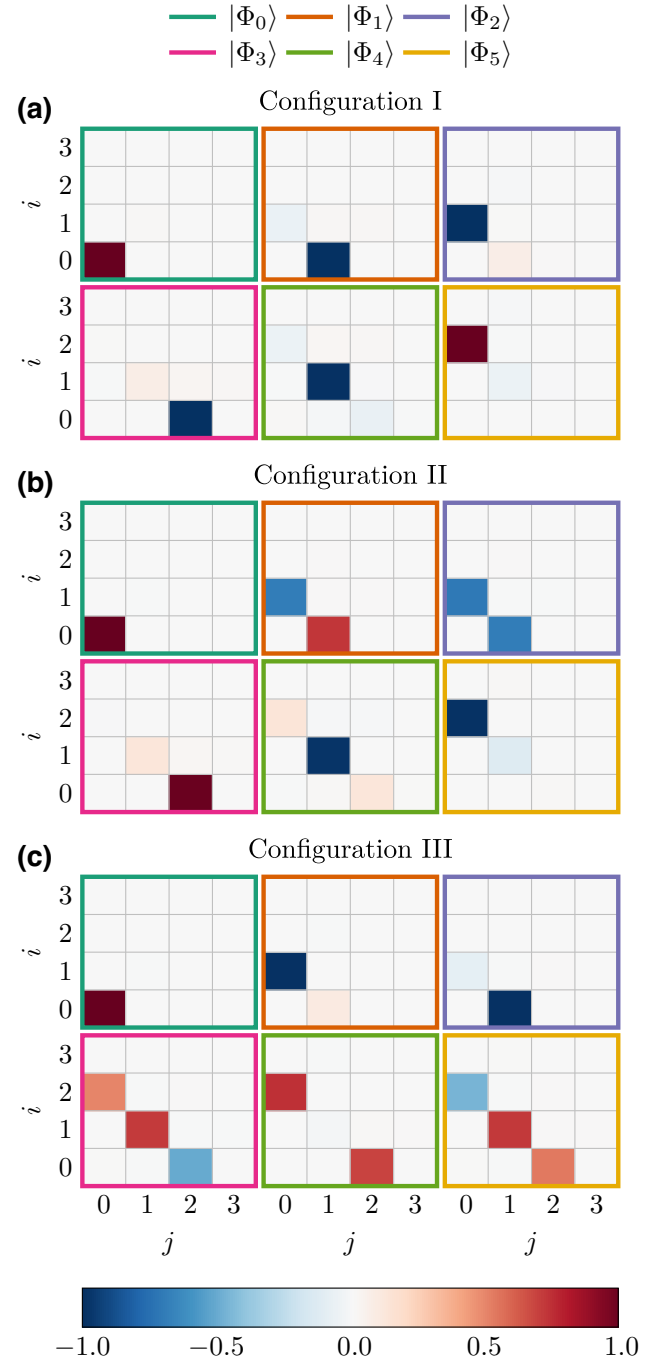 |Φ0⟩ |Φ1⟩ |Φ2⟩
|Φ3⟩ |Φ4⟩ |Φ5⟩
(a) Configuration I
3
2
i
1
0
3
2
i
1
0
(b) Configuration II
3
2
i
1
0
3
2
i
1
0
(c) Configuration III
3
2
i
1
0
3
2
i
1
0
0 1 2 3 0 1 2 3 0 1 2 3
j j j
−1.0 −0.5 0.0 0.5 1.0